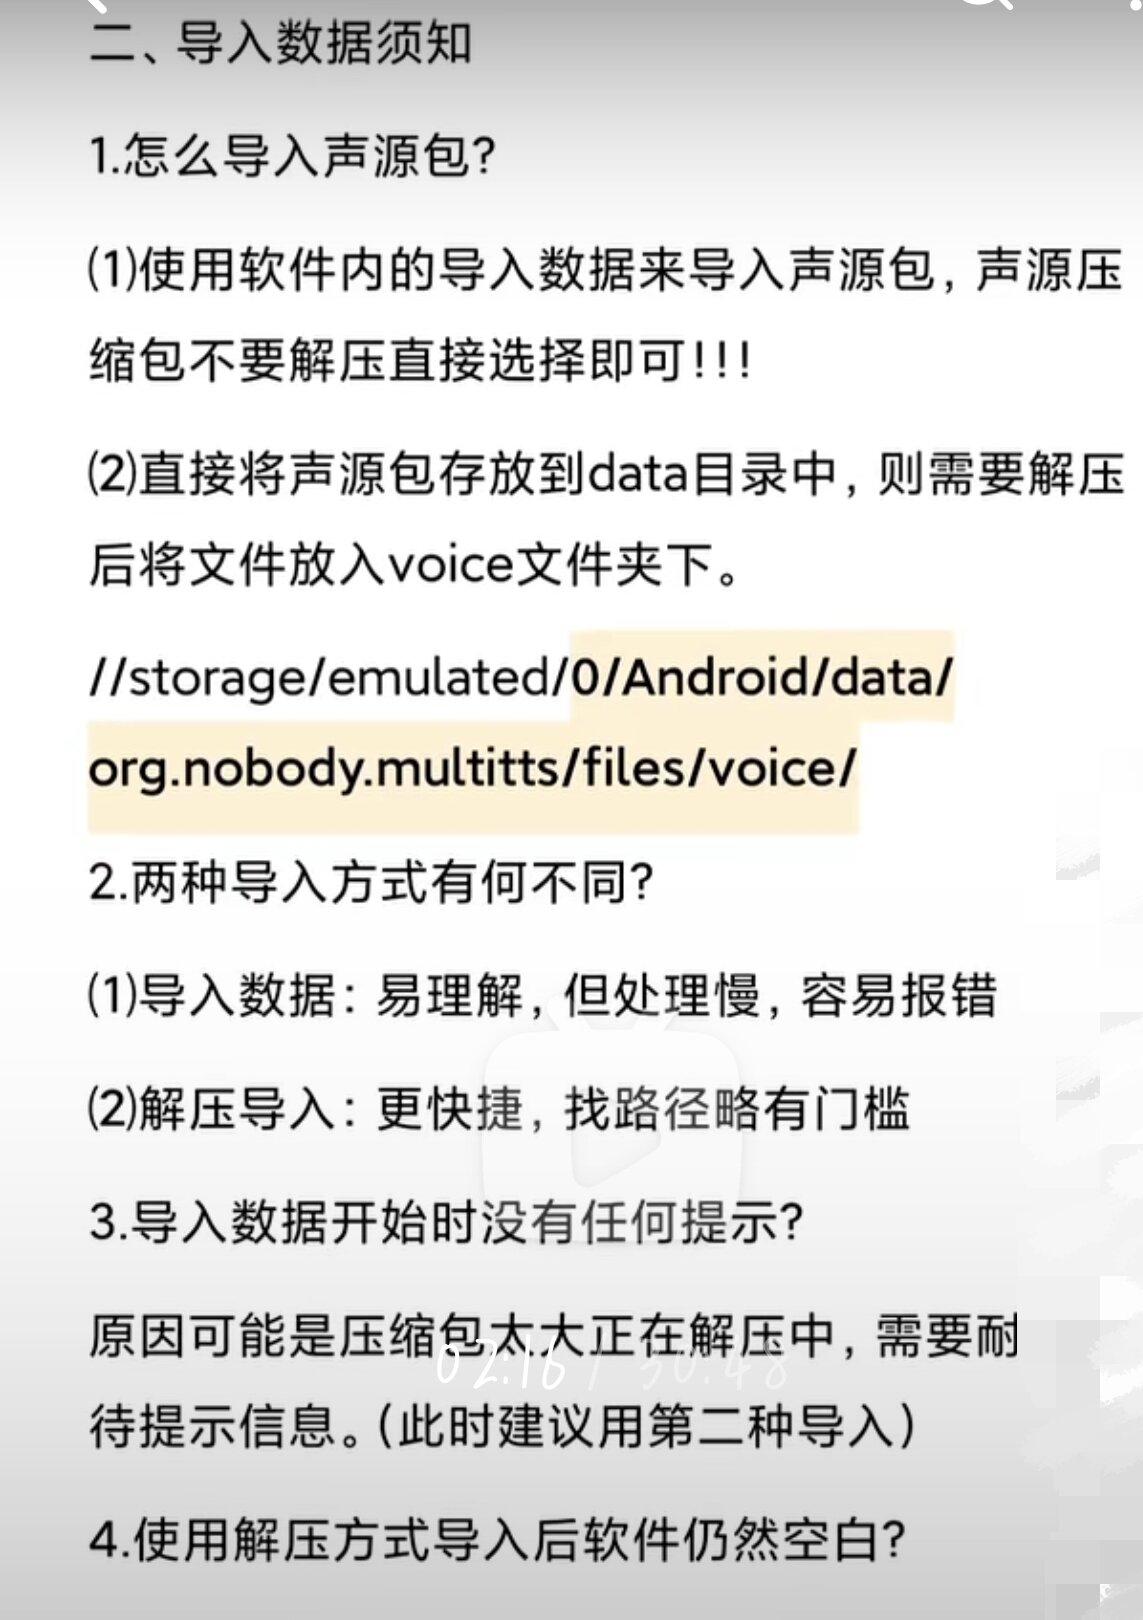 二、导入数据须知
1.怎么导入声源包?
(1)使用软件内的导入数据来导入声源包，声源压
缩包不要解压直接选择即可!!!
(2)直接将声源包存放到data目录中，则需要解压
后将文件放入voice文件夹下。
//storage/emulated/0/Android/data/
org.nobody.multitts/files/voice/
2.两种导入方式有何不同?
(1)导入数据：易理解，但处理慢，容易报错
(2)解压导入：更快捷，找路径略有门槛
3.导入数据开始时没有任何提示?
原因可能是压缩包太大正在解压中，需要耐
02:16 / 30:48
待提示信息。(此时建议用第二种导入)
4.使用解压方式导入后软件仍然空白?